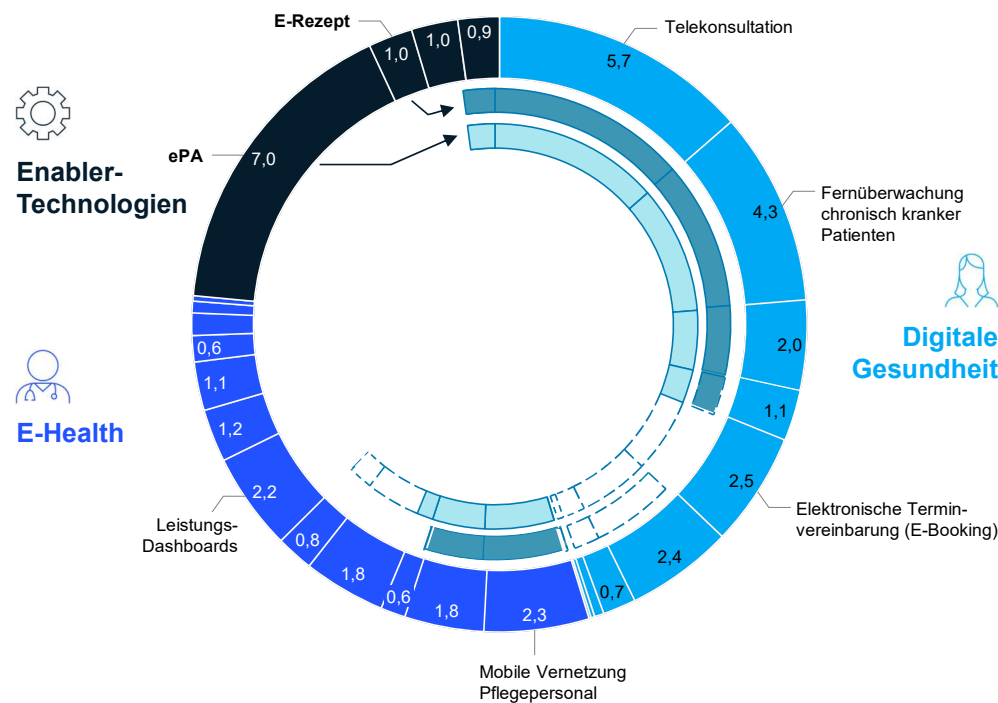 E-Rezept
1,0
1,0
0,9
ePA
7,0
Enabler-
Technologien
Telekonsultation
5,7
Fernüberwachung
chronisch kranker
Patienten
4,3
2,0
Digitale
Gesundheit
1,1
2,5
Elektronische Termin-
vereinbarung (E-Booking)
2,4
0,7
2,3
Mobile Vernetzung
Pflegepersonal
1,8
0,6
1,8
0,8
2,2
Leistungs-
Dashboards
1,2
1,1
0,6
E-Health